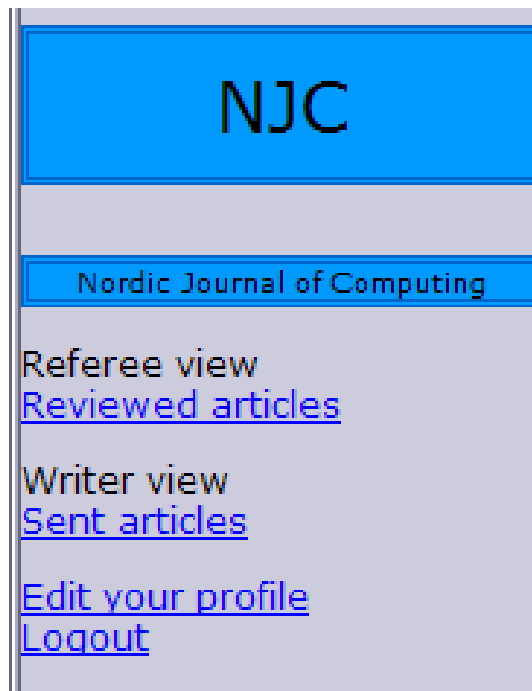 NJC
Nordic Journal of Computing
Referee view
Reviewed articles
Writer view
Sent articles
Edit your profile
Logout